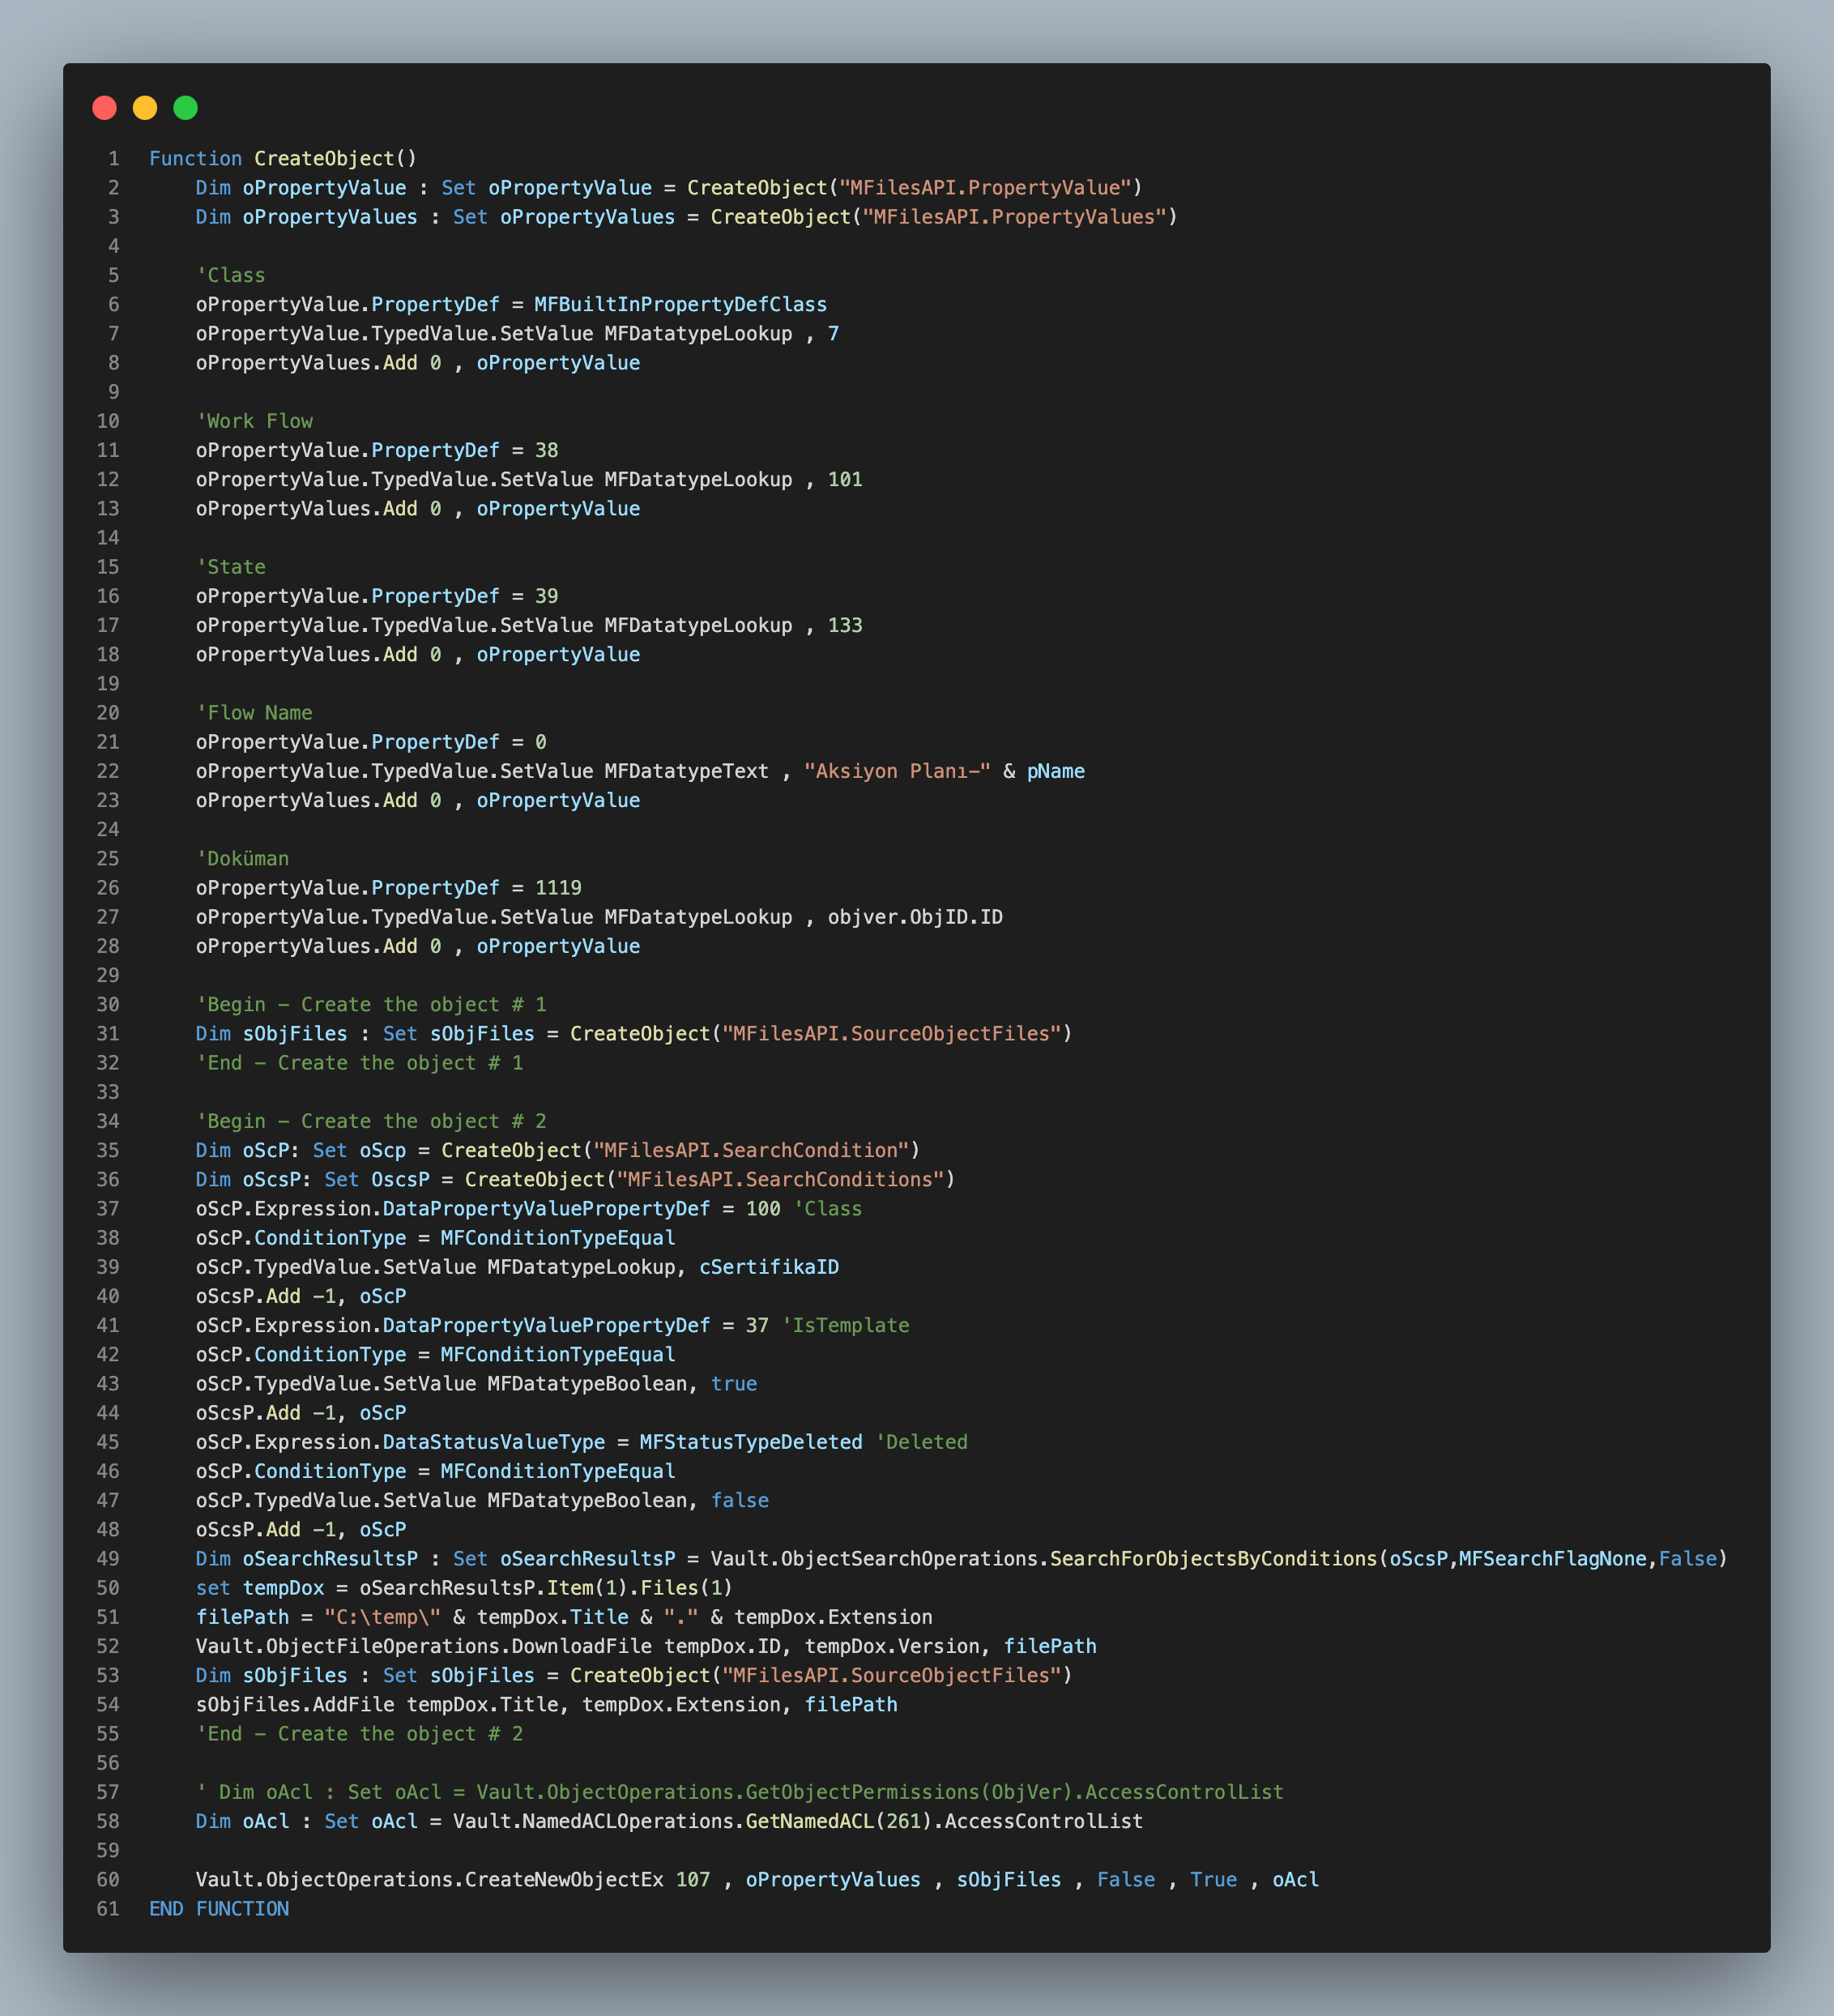 1 Function CreateObject()
2 Dim oPropertyValue : Set oPropertyValue = CreateObject("MFilesAPI.PropertyValue")
3 Dim oPropertyValues : Set oPropertyValues = CreateObject("MFilesAPI.PropertyValues")
4
5 'Class
6 oPropertyValue.PropertyDef = MFBuiltInPropertyDefClass
7 oPropertyValue.TypedValue.SetValue MFDatatypeLookup , 7
8 oPropertyValues.Add 0 , oPropertyValue
9
10 'Work Flow
11 oPropertyValue.PropertyDef = 38
12 oPropertyValue.TypedValue.SetValue MFDatatypeLookup , 101
13 oPropertyValues.Add 0 , oPropertyValue
14
15 'State
16 oPropertyValue.PropertyDef = 39
17 oPropertyValue.TypedValue.SetValue MFDatatypeLookup , 133
18 oPropertyValues.Add 0 , oPropertyValue
19
20 'Flow Name
21 oPropertyValue.PropertyDef = 0
22 oPropertyValue.TypedValue.SetValue MFDatatypeText , "Aksiyon Planı-" & pName
23 oPropertyValues.Add 0 , oPropertyValue
24
25 'Doküman
26 oPropertyValue.PropertyDef = 1119
27 oPropertyValue.TypedValue.SetValue MFDatatypeLookup , objver.ObjID.ID
28 oPropertyValues.Add 0 , oPropertyValue
29
30 'Begin - Create the object # 1
31 Dim sObjFiles : Set sObjFiles = CreateObject("MFilesAPI.SourceObjectFiles")
32 'End - Create the object # 1
33
34 'Begin - Create the object # 2
35 Dim oScP: Set oScp = CreateObject("MFilesAPI.SearchCondition")
36 Dim oScsP: Set OscsP = CreateObject("MFilesAPI.SearchConditions")
37 oScP.Expression.DataPropertyValuePropertyDef = 100 'Class
38 oScP.ConditionType = MFConditionTypeEqual
39 oScP.TypedValue.SetValue MFDatatypeLookup, cSertifikaID
40 oScsP.Add -1, oScP
41 oScP.Expression.DataPropertyValuePropertyDef = 37 'IsTemplate
42 oScP.ConditionType = MFConditionTypeEqual
43 oScP.TypedValue.SetValue MFDatatypeBoolean, true
44 oScsP.Add -1, oScP
45 oScP.Expression.DataStatusValueType = MFStatusTypeDeleted 'Deleted
46 oScP.ConditionType = MFConditionTypeEqual
47 oScP.TypedValue.SetValue MFDatatypeBoolean, false
48 oScsP.Add -1, oScP
49 Dim oSearchResultsP : Set oSearchResultsP = Vault.ObjectSearchOperations.SearchForObjectsByConditions(oScsP,MFSearchFlagNone,False)
50 set tempDox = oSearchResultsP.Item(1).Files(1)
51 filePath = "C:\temp\" & tempDox.Title & "." & tempDox.Extension
52 Vault.ObjectFileOperations.DownloadFile tempDox.ID, tempDox.Version, filePath
53 Dim sObjFiles : Set sObjFiles = CreateObject("MFilesAPI.SourceObjectFiles")
54 sObjFiles.AddFile tempDox.Title, tempDox.Extension, filePath
55 'End - Create the object # 2
56
57 ' Dim oAcl : Set oAcl = Vault.ObjectOperations.GetObjectPermissions(ObjVer).AccessControlList
58 Dim oAcl : Set oAcl = Vault.NamedACLOperations.GetNamedACL(261).AccessControlList
59
60 Vault.ObjectOperations.CreateNewObjectEx 107 , oPropertyValues , sObjFiles , False , True , oAcl
61 END FUNCTION